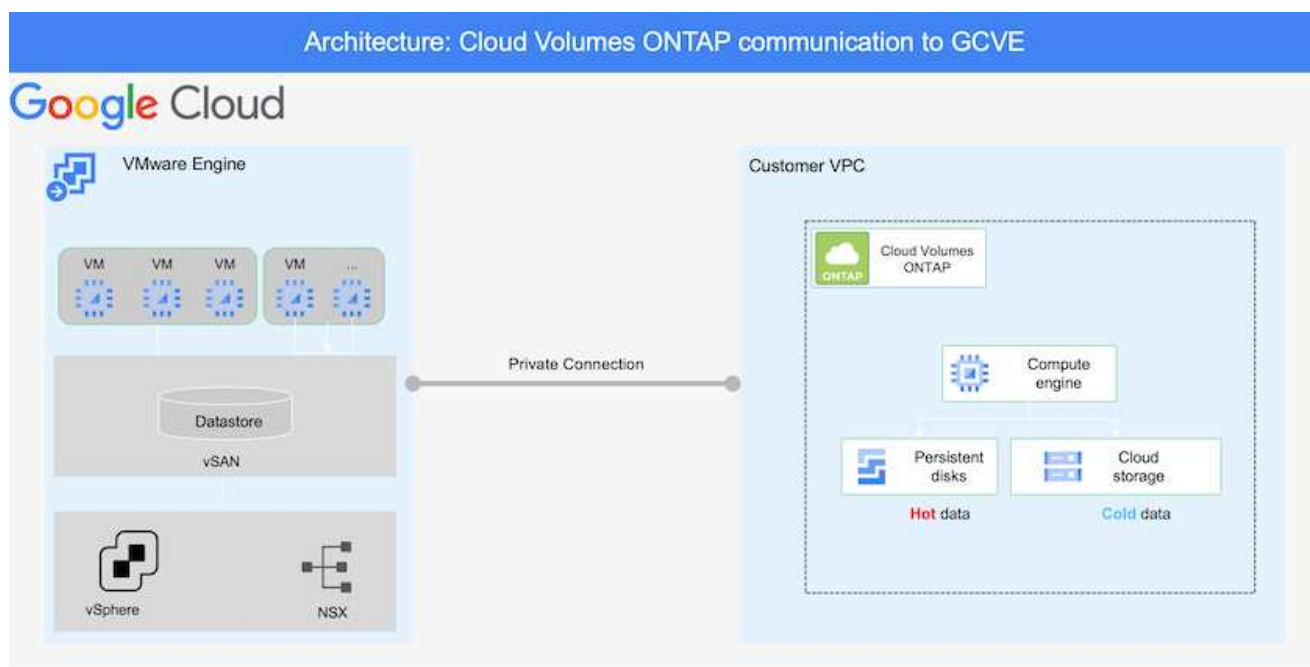 Architecture: Cloud Volumes ONTAP communication to GCVE
Google Cloud
VMware Engine
VM
VM
VM
VM
...
Datastore
vSAN
vSphere
NSX
Private Connection
Customer VPC
ONTAP
Cloud Volumes
ONTAP
Compute
engine
Persistent
disks
Hot data
Cloud
storage
Cold data